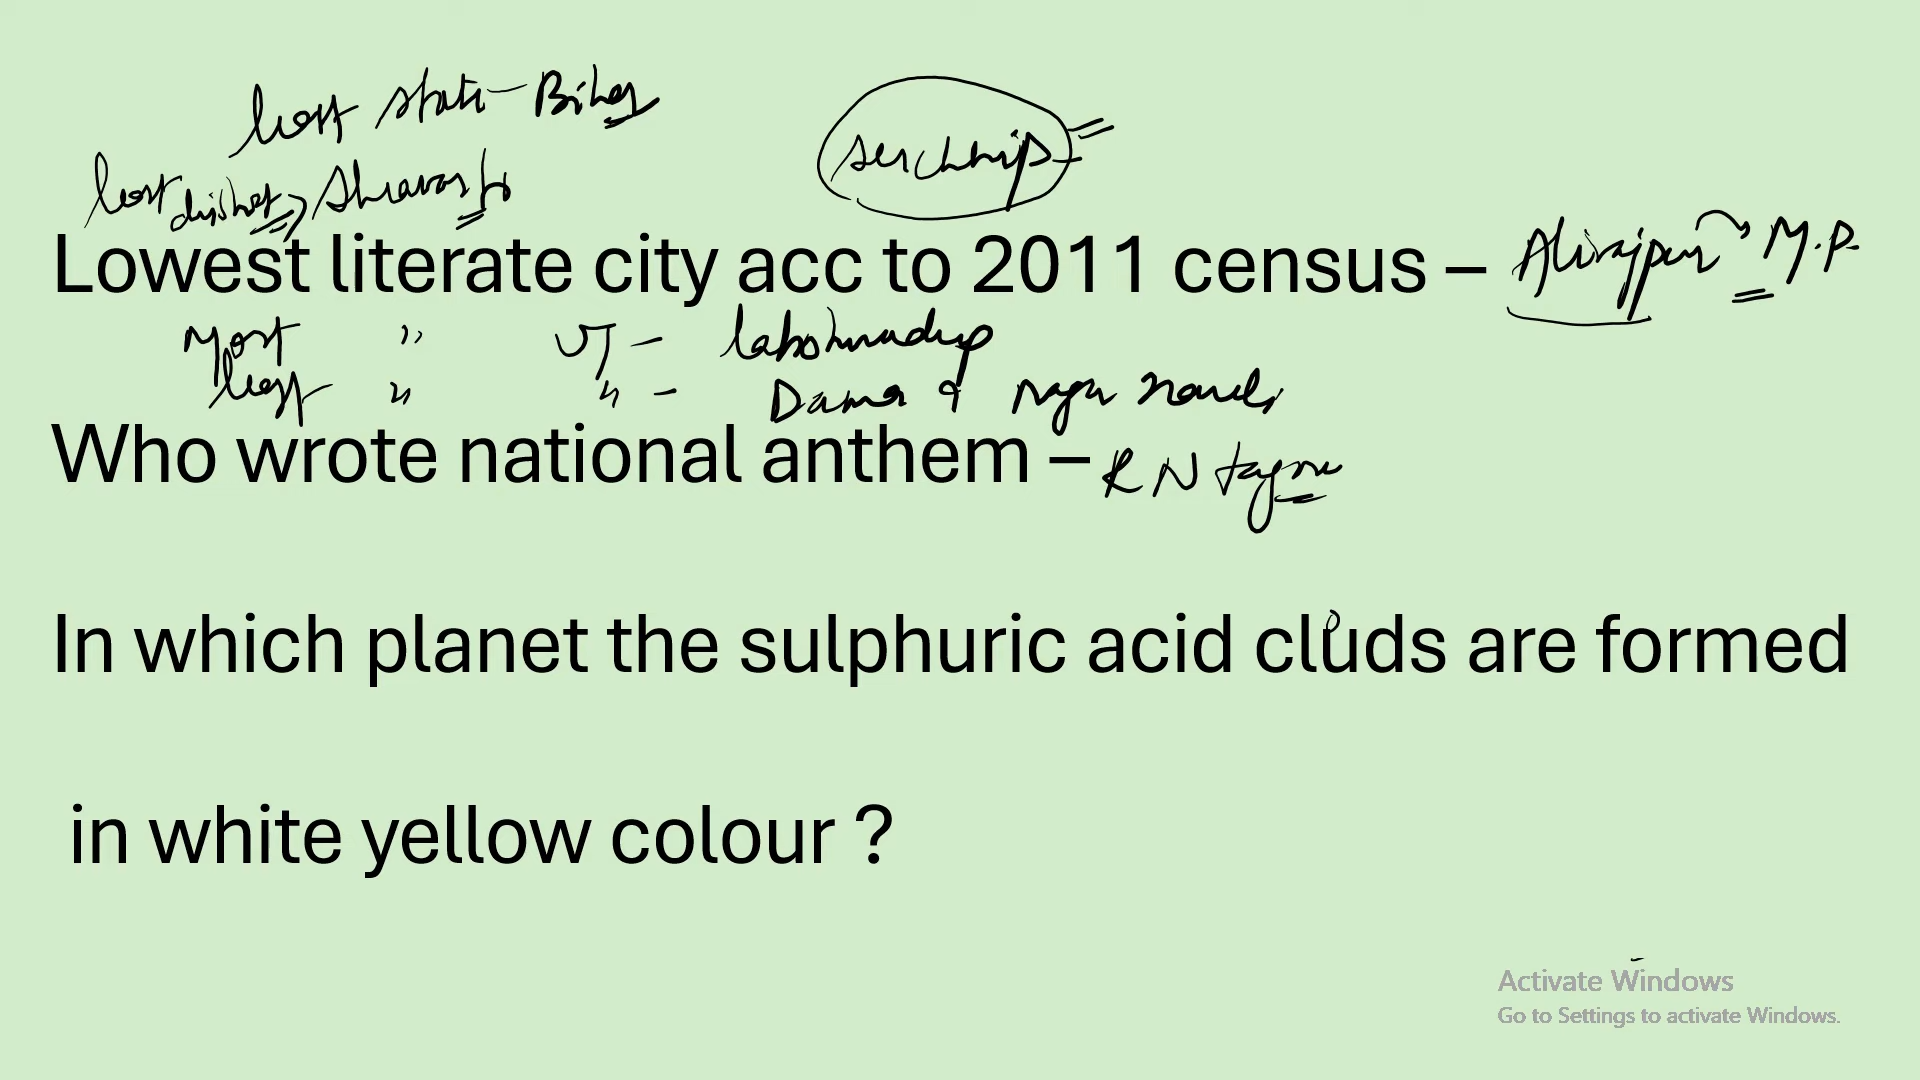 least state - Bihar
serchhip
least district => Shravasti
Lowest literate city acc to 2011 census – Alirajpur M.P.
Most " UT - lakshwadip
least " " - Daman & Nagar Haveli
Who wrote national anthem – R N tagore
In which planet the sulphuric acid cluds are formed
in white yellow colour ?
Activate Windows
Go to Settings to activate Windows.